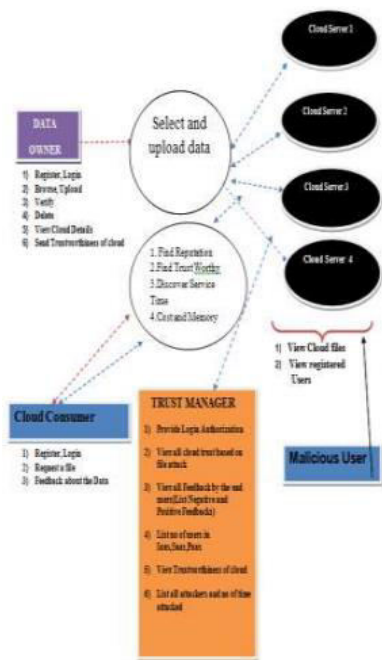 Cloud Server 1
Cloud Server 2
Cloud Server 3
Cloud Server 4
DATA
OWNER
1) Register, Login
2) Browse, Upload
3) Verify
4) Delete
5) View Cloud Details
6) Send Trustworthiness of cloud
Select and
upload data
1. Find Reputation
2.Find Trust Worthy
3.Discover Service
Time
4.Cost and Memory
1) View Cloud files
2) View registered
Users
Cloud Consumer
1) Register, Login
2) Request a file
3) Feedback about the Data
TRUST MANAGER
1) Provide Login Authorization
2) View all cloud trust based on
file attack
3) View all Feedback by the end
users(List Negative and
Positive Feedbacks)
4) List no of users in
5) View Trustworthiness of cloud
6) List all attackers and no of time
attacked
Malicious User